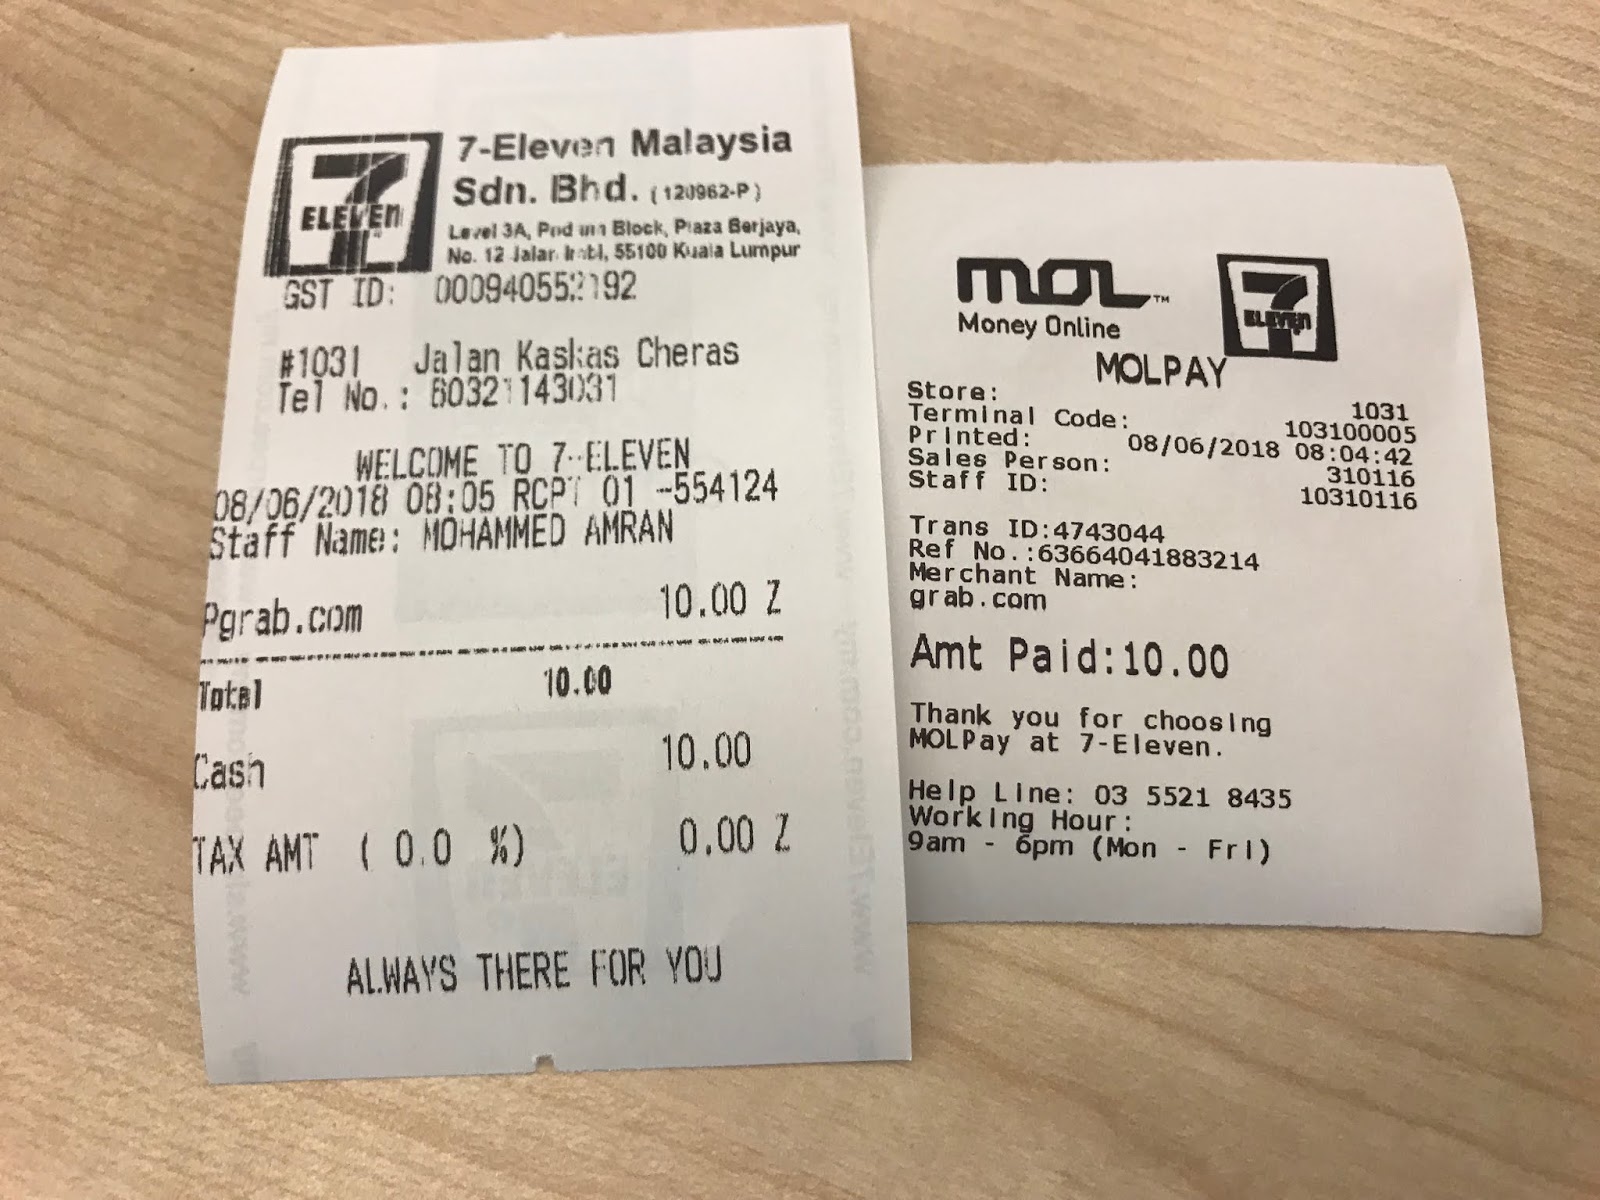 7-Eleven Malaysia
Sdn. Bhd. (120962-P)
7
ELEVEN
Level 3A, Podium Block, Plaza Berjaya,
No. 12 Jalan Imbi, 55100 Kuala Lumpur
GST ID: 000940552192
#1031 Jalan Kaskas Cheras
Tel No.: 60321143031
WELCOME TO 7-ELEVEN
08/06/2018 08:05 RCPT 01 -554124
Staff Name: MOHAMMED AMRAN
Pgrab.com 10.00 Z
Total 10.00
Cash 10.00
TAX AMT ( 0.0 %) 0.00 Z
ALWAYS THERE FOR YOU
MOL™
Money Online
7
ELEVEN
MOLPAY
Store: 1031
Terminal Code: 103100005
Printed: 08/06/2018 08:04:42
Sales Person: 310116
Staff ID: 10310116
Trans ID:4743044
Ref No.:63664041883214
Merchant Name:
grab.com
Amt Paid:10.00
Thank you for choosing
MOLPay at 7-Eleven.
Help Line: 03 5521 8435
Working Hour:
9am - 6pm (Mon - Fri)